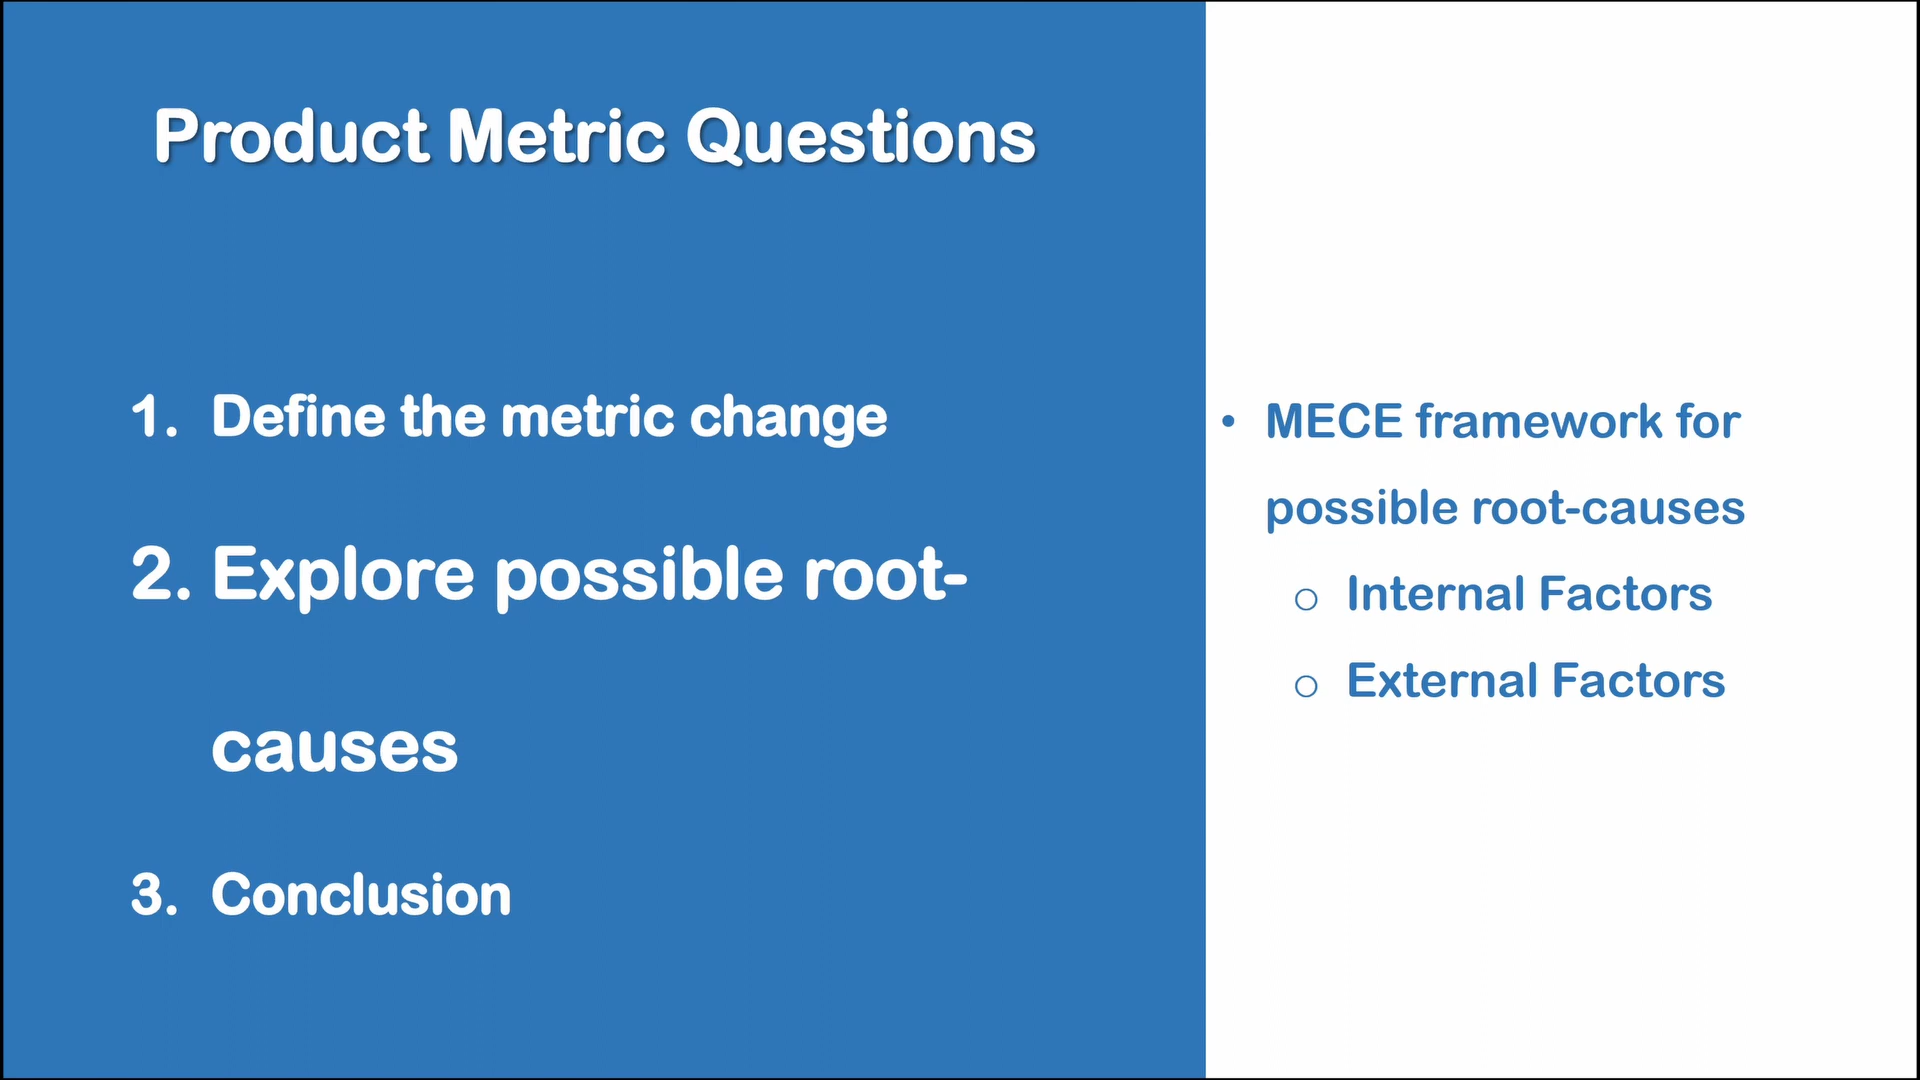 Product Metric Questions
1. Define the metric change
2. Explore possible root-
causes
3. Conclusion
• MECE framework for
possible root-causes
o Internal Factors
o External Factors